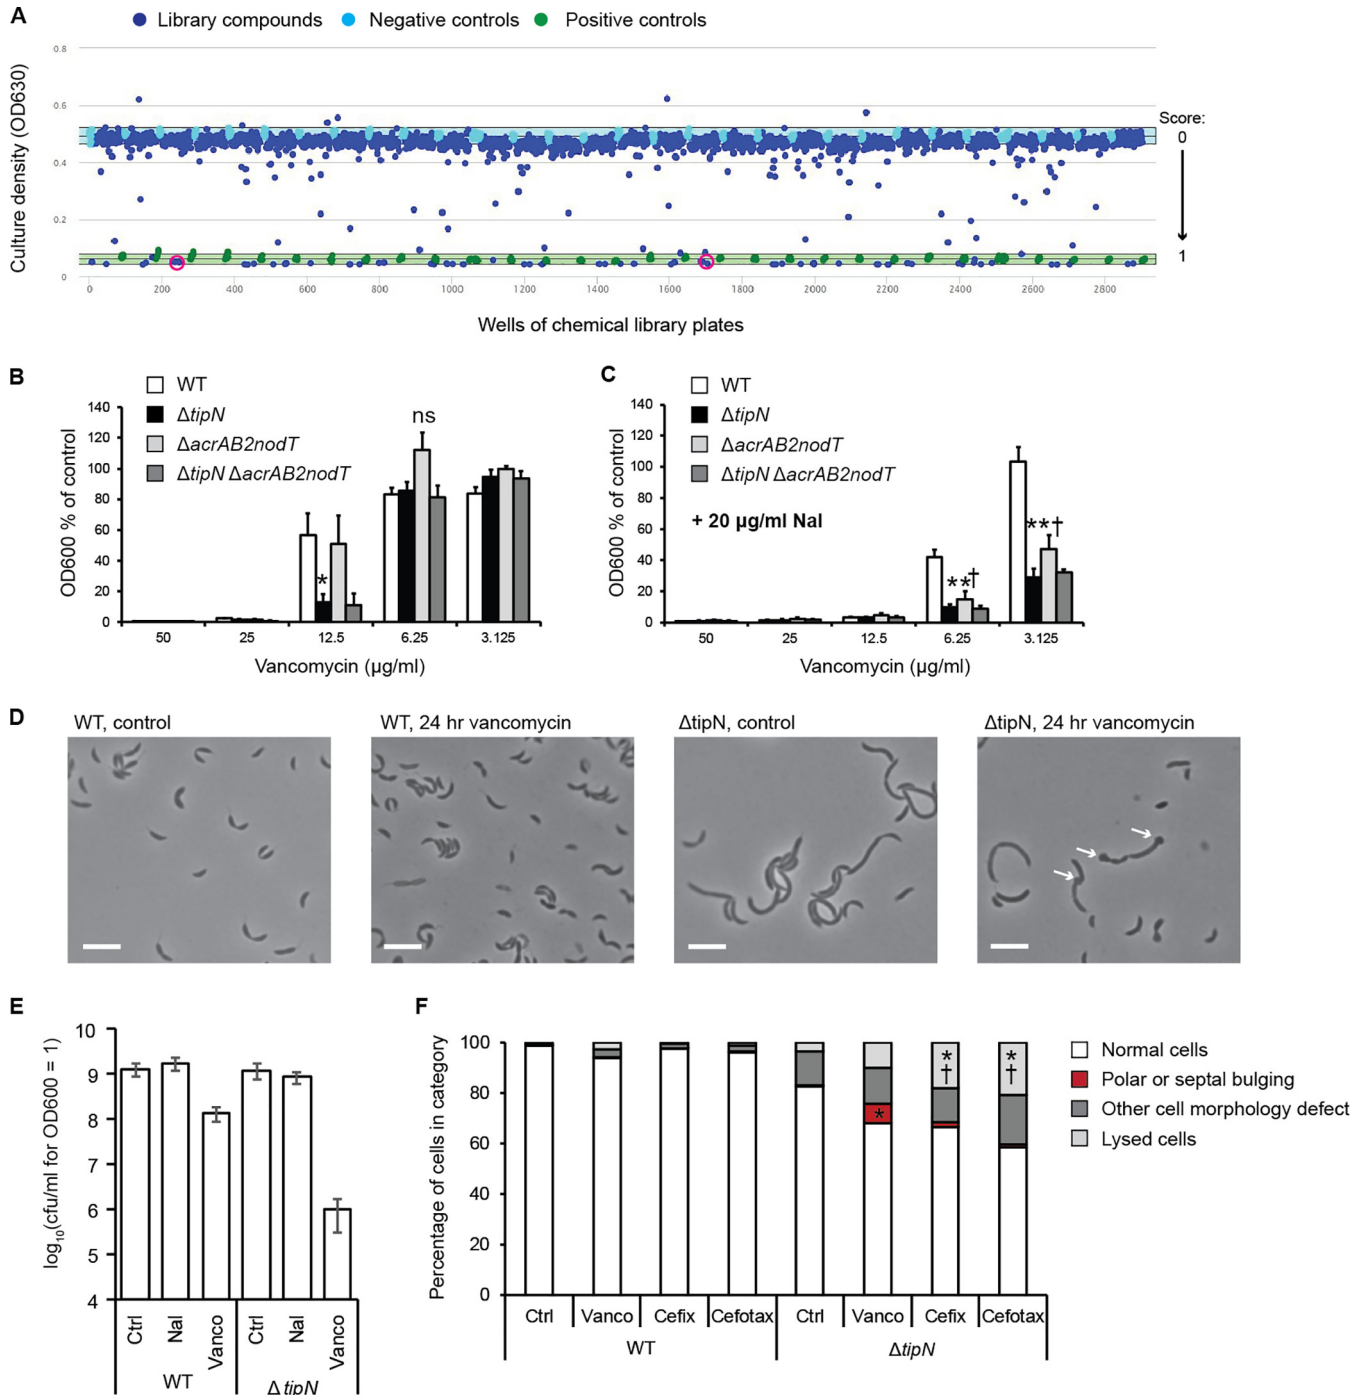 A
Library compounds Negative controls Positive controls
Culture density (OD630)
0.8
0.6
0.4
0.2
0
Score:
0
1
0 200 400 600 800 1000 1200 1400 1600 1800 2000 2200 2400 2600 2800
Wells of chemical library plates
B
WT
ΔtipN
ΔacrAB2nodT
ΔtipN ΔacrAB2nodT
OD600 % of control
140
120
100
80
60
40
20
0
*
ns
50 25 12.5 6.25 3.125
Vancomycin (µg/ml)
C
WT
ΔtipN
ΔacrAB2nodT
ΔtipN ΔacrAB2nodT
+ 20 µg/ml Nal
OD600 % of control
140
120
100
80
60
40
20
0
**†
**†
50 25 12.5 6.25 3.125
Vancomycin (µg/ml)
D
WT, control
WT, 24 hr vancomycin
ΔtipN, control
ΔtipN, 24 hr vancomycin
E
log10(cfu/ml for OD600 = 1)
10
9
8
7
6
5
4
Ctrl Nal Vanco Ctrl Nal Vanco
WT ΔtipN
F
Percentage of cells in category
100
80
60
40
20
0
*
*
†
*
†
Ctrl Vanco Cefix Cefotax Ctrl Vanco Cefix Cefotax
WT ΔtipN
Normal cells
Polar or septal bulging
Other cell morphology defect
Lysed cells